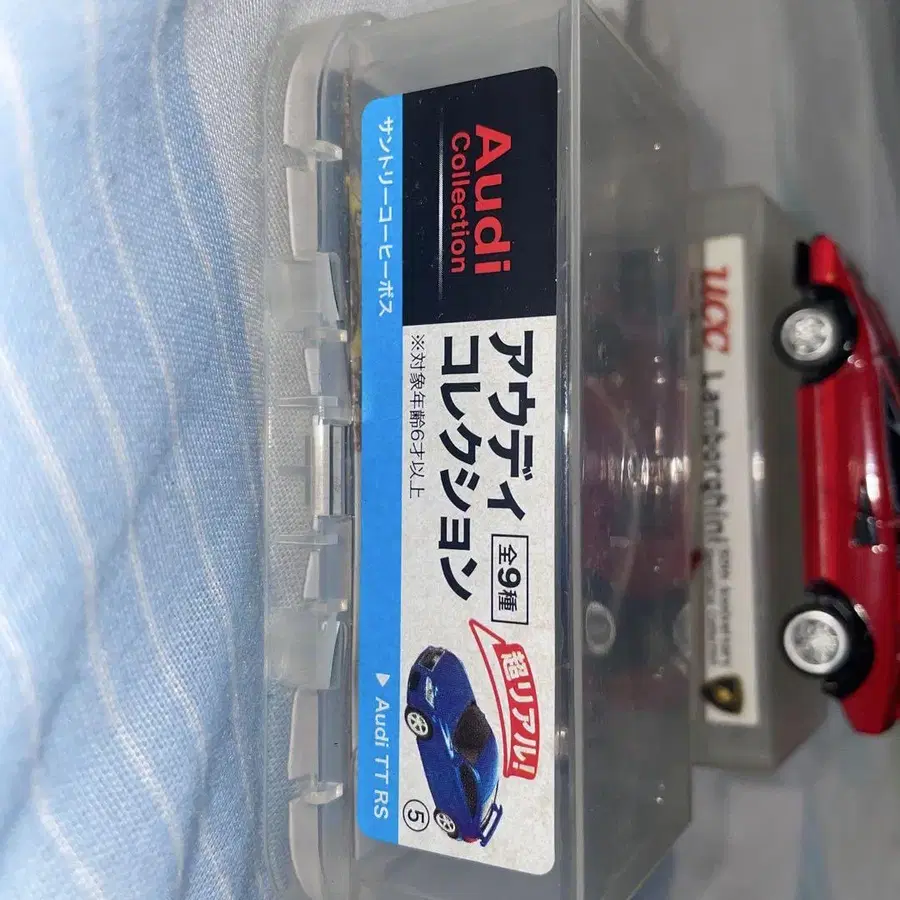 Audi
Collection
アウディ
コレクション
全9種
※対象年齢6才以上
超リアル!
⑤
サントリーコーヒーボス
▶ Audi TT RS
UCC
Lamborghini